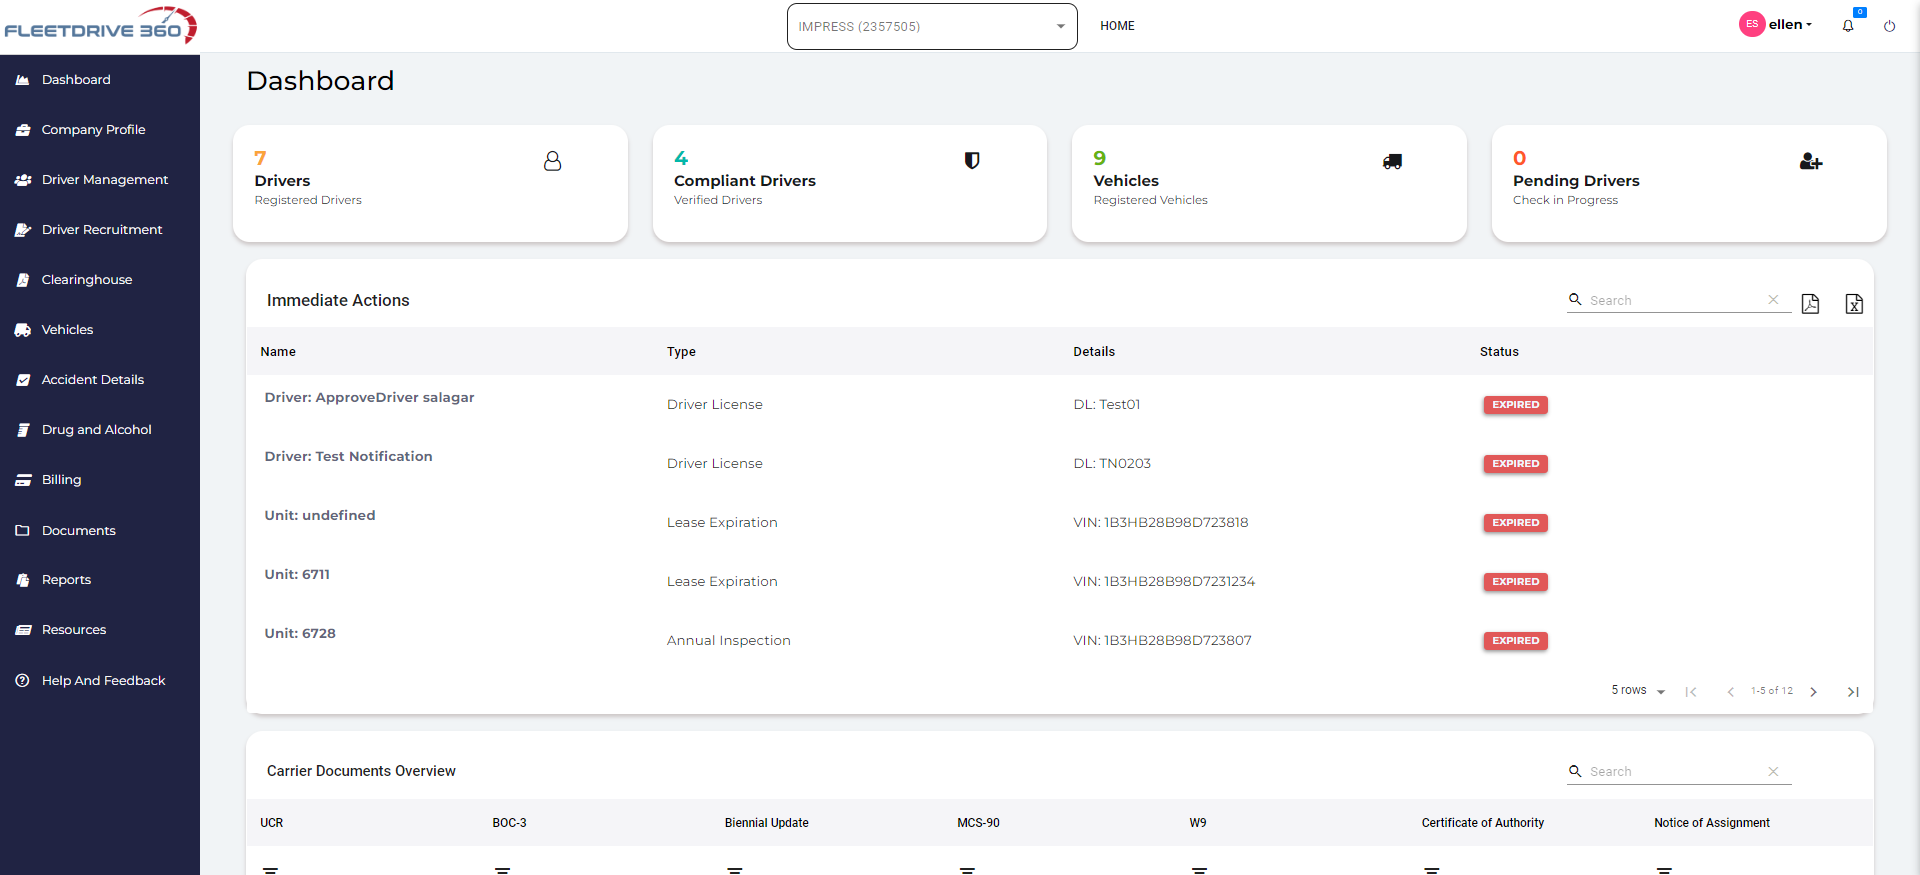 FLEETDRIVE 360
IMPRESS (2357505)
HOME
ES
ellen
0
Dashboard
Company Profile
Driver Management
Driver Recruitment
Clearinghouse
Vehicles
Accident Details
Drug and Alcohol
Billing
Documents
Reports
Resources
Help And Feedback
Dashboard
7
Drivers
Registered Drivers
4
Compliant Drivers
Verified Drivers
9
Vehicles
Registered Vehicles
0
Pending Drivers
Check in Progress
Immediate Actions
Search
Name Type Details Status
Driver: ApproveDriver salagar Driver License DL: Test01 EXPIRED
Driver: Test Notification Driver License DL: TN0203 EXPIRED
Unit: undefined Lease Expiration VIN: 1B3HB28B98D723818 EXPIRED
Unit: 6711 Lease Expiration VIN: 1B3HB28B98D7231234 EXPIRED
Unit: 6728 Annual Inspection VIN: 1B3HB28B98D723807 EXPIRED
5 rows 1-5 of 12
Carrier Documents Overview
Search
UCR BOC-3 Biennial Update MCS-90 W9 Certificate of Authority Notice of Assignment